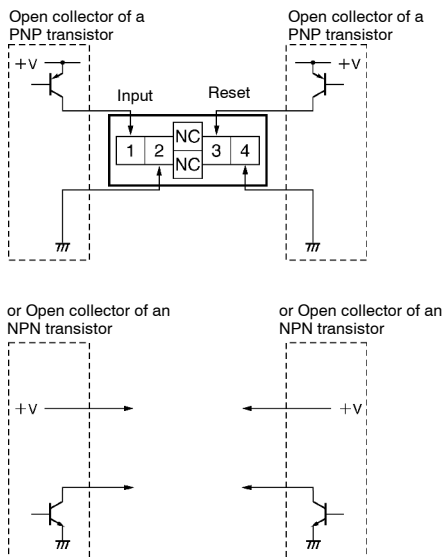 Open collector of a
PNP transistor
Open collector of a
PNP transistor
+V
+V
Input
Reset
NC
1 2 3 4
NC
or Open collector of an
NPN transistor
or Open collector of an
NPN transistor
+V
+V